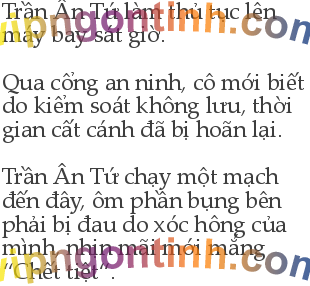 Trần Ân Tứ làm thủ tục lên
máy bay sát giờ.
Qua cổng an ninh, cô mới biết
do kiểm soát không lưu, thời
gian cất cánh đã bị hoãn lại.
Trần Ân Tứ chạy một mạch
đến đây, ôm phần bụng bên
phải bị đau do xóc hông của
mình, nhịn mãi mới mắng
“Chết tiệt”.